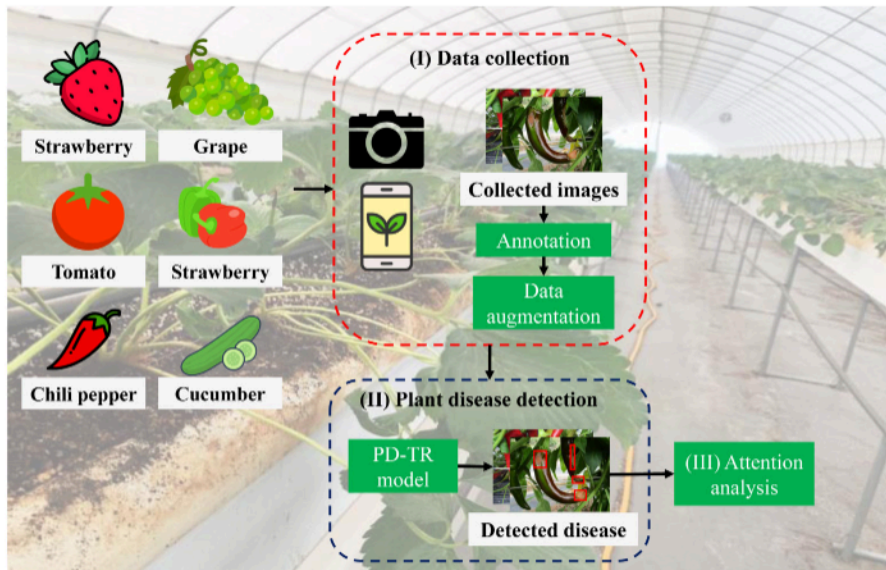 Strawberry
Grape
Tomato
Strawberry
Chili pepper
Cucumber
(I) Data collection
Collected images
Annotation
Data
augmentation
(II) Plant disease detection
PD-TR
model
Detected disease
(III) Attention
analysis